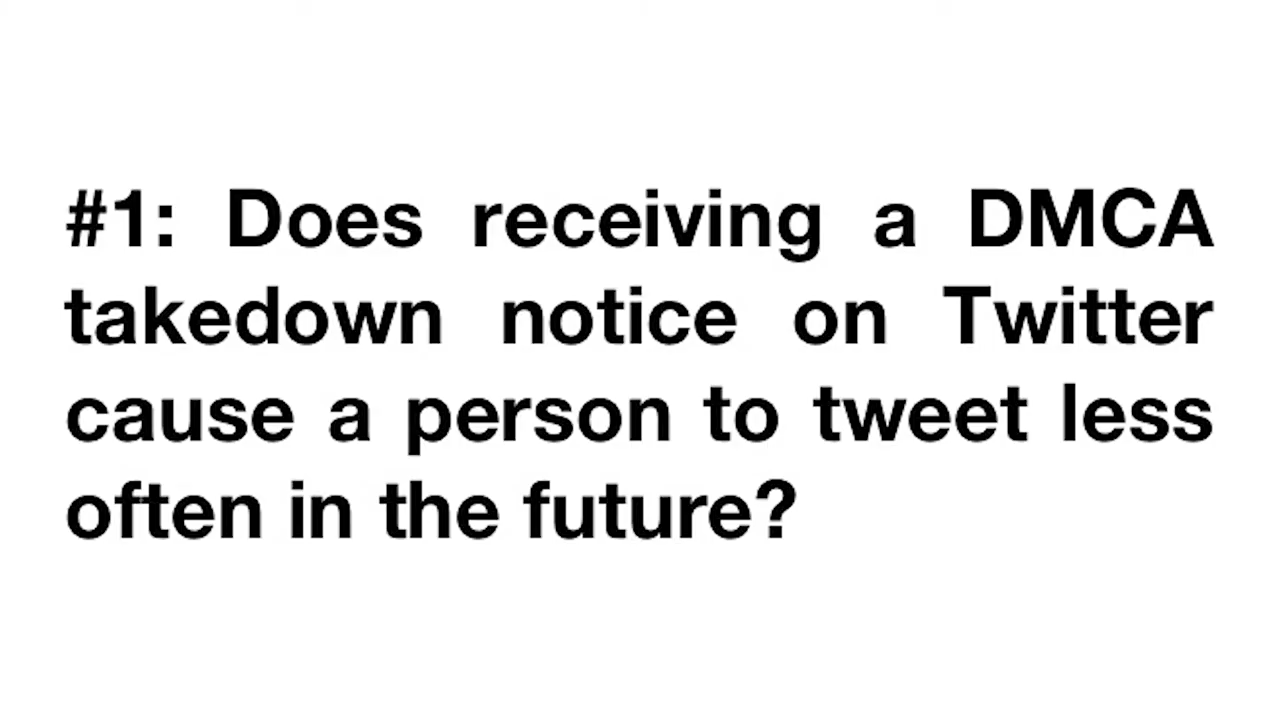 #1: Does receiving a DMCA
takedown notice on Twitter
cause a person to tweet less
often in the future?